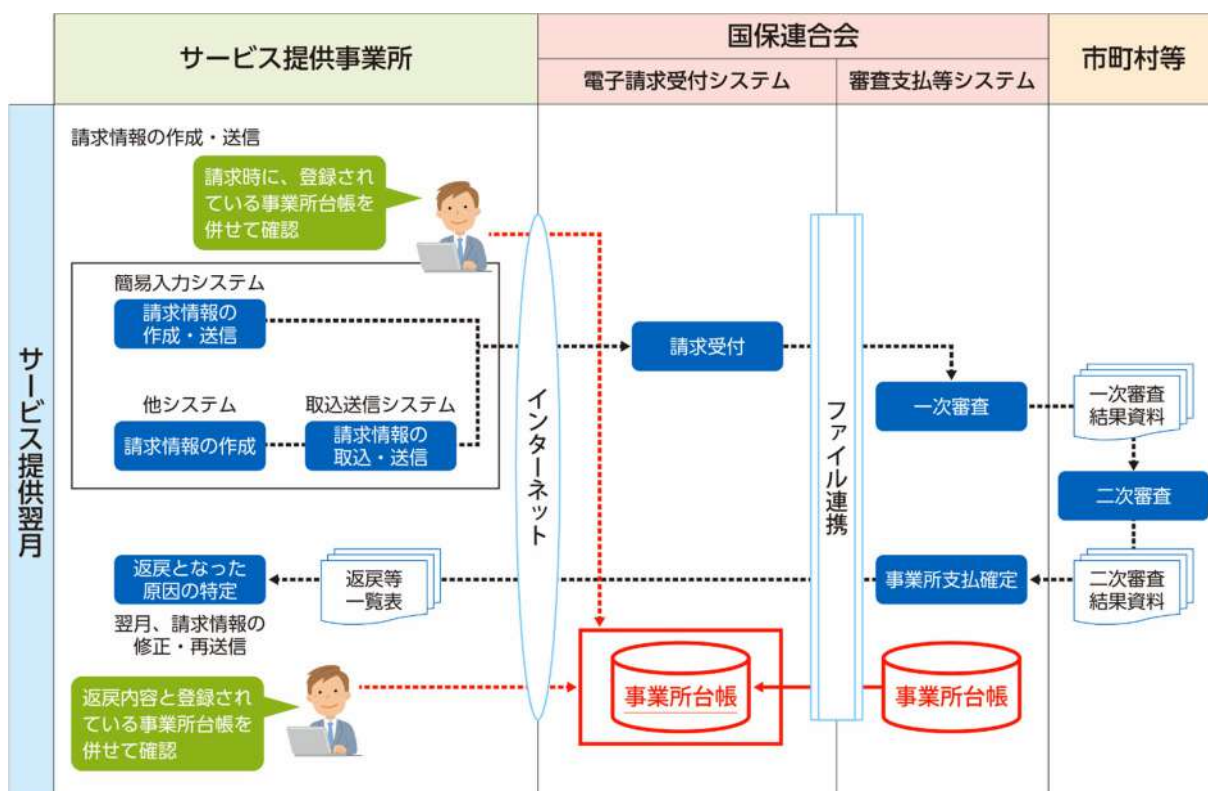 サービス提供事業所
国保連合会
市町村等
電子請求受付システム
審査支払等システム
サービス提供翌月
請求情報の作成・送信
請求時に、登録され
ている事業所台帳を
併せて確認
簡易入力システム
請求情報の
作成・送信
他システム
請求情報の作成
取込送信システム
請求情報の
取込・送信
インターネット
請求受付
ファイル連携
一次審査
一次審査
結果資料
二次審査
二次審査
結果資料
事業所支払確定
返戻等
一覧表
返戻となった
原因の特定
翌月、請求情報の
修正・再送信
返戻内容と登録され
ている事業所台帳を
併せて確認
事業所台帳
事業所台帳